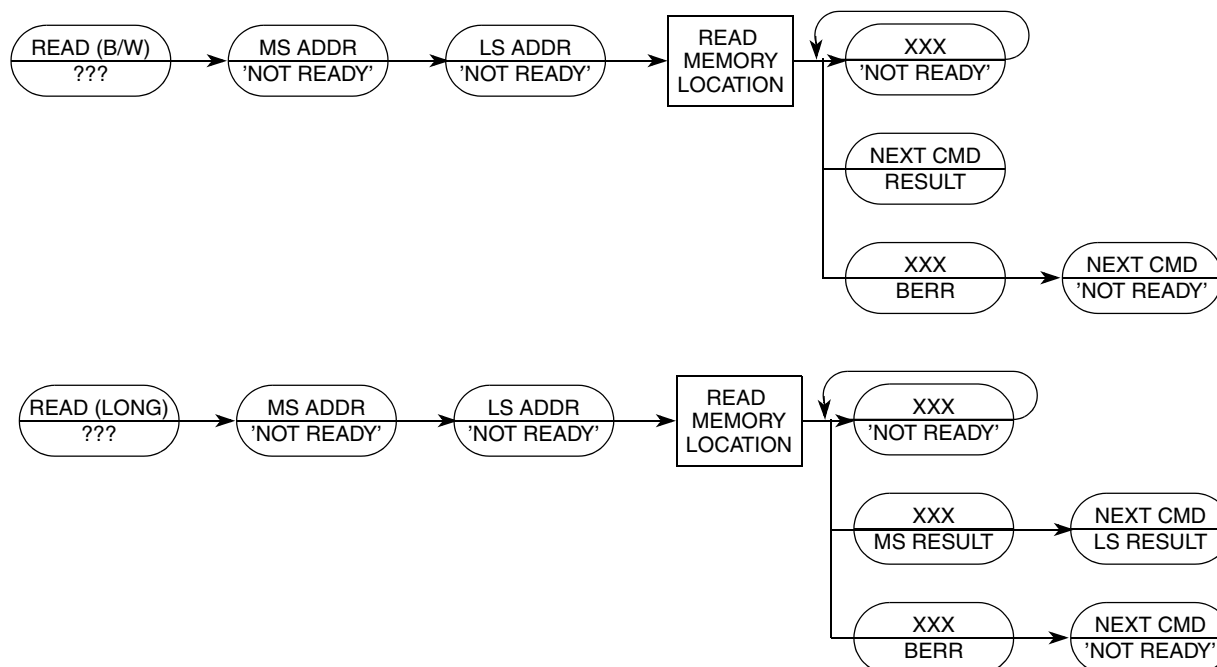 READ (B/W)
???
MS ADDR
'NOT READY'
LS ADDR
'NOT READY'
READ
MEMORY
LOCATION
XXX
'NOT READY'
NEXT CMD
RESULT
XXX
BERR
NEXT CMD
'NOT READY'
READ (LONG)
???
MS ADDR
'NOT READY'
LS ADDR
'NOT READY'
READ
MEMORY
LOCATION
XXX
'NOT READY'
XXX
MS RESULT
NEXT CMD
LS RESULT
XXX
BERR
NEXT CMD
'NOT READY'